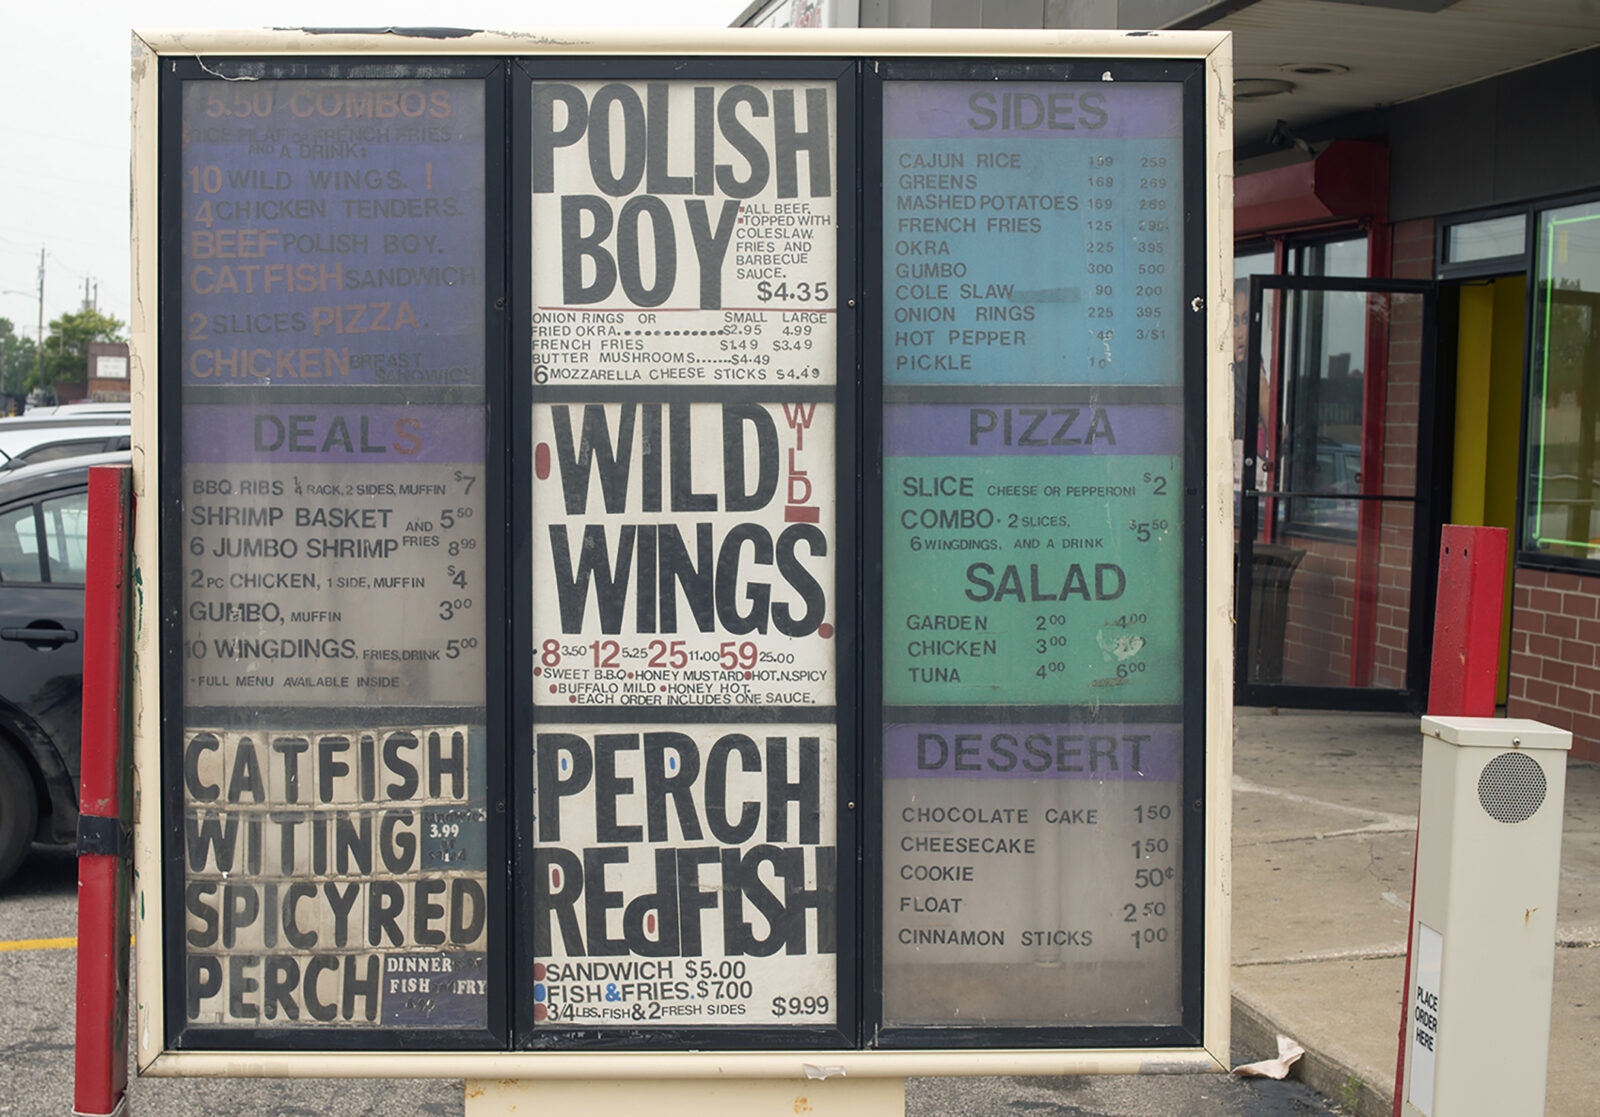 5.50 COMBOS
RICE PILAF OR FRENCH FRIES
AND A DRINK:
10 WILD WINGS. !
4 CHICKEN TENDERS.
BEEF POLISH BOY.
CATFISH SANDWICH
2 SLICES PIZZA.
CHICKEN BREAST SANDWICH
DEALS
BBQ RIBS 1/4 RACK, 2 SIDES, MUFFIN $7
SHRIMP BASKET AND FRIES 5.50
6 JUMBO SHRIMP 8.99
2 PC CHICKEN, 1 SIDE, MUFFIN $4
GUMBO, MUFFIN 3.00
10 WINGDINGS, FRIES, DRINK 5.00
• FULL MENU AVAILABLE INSIDE
CATFISH
WITING 3.99
SPICYRED
PERCH DINNER
FISH FRY
POLISH
BOY
ALL BEEF,
TOPPED WITH
COLESLAW,
FRIES AND
BARBECUE
SAUCE.
$4.35
ONION RINGS OR SMALL LARGE
FRIED OKRA. $2.95 4.99
FRENCH FRIES $1.49 $3.49
BUTTER MUSHROOMS $4.49
6 MOZZARELLA CHEESE STICKS $4.49
WILD WILD
WINGS.
8 3.50 12 5.25 25 11.00 59 25.00
• SWEET B.B.Q • HONEY MUSTARD • HOT.N.SPICY
• BUFFALO MILD • HONEY HOT.
• EACH ORDER INCLUDES ONE SAUCE.
PERCH
REdFISH
SANDWICH $5.00
FISH & FRIES. $7.00
3/4 LBS. FISH & 2 FRESH SIDES $9.99
SIDES
CAJUN RICE 169 259
GREENS 169 269
MASHED POTATOES 169 269
FRENCH FRIES 125 295
OKRA 225 395
GUMBO 300 500
COLE SLAW 90 200
ONION RINGS 225 395
HOT PEPPER 3/$1
PICKLE
PIZZA
SLICE CHEESE OR PEPPERONI $2
COMBO • 2 SLICES,
6 WINGDINGS, AND A DRINK $5.50
SALAD
GARDEN 2.00 4.00
CHICKEN 3.00
TUNA 4.00 6.00
DESSERT
CHOCOLATE CAKE 1.50
CHEESECAKE 1.50
COOKIE 50¢
FLOAT 2.50
CINNAMON STICKS 1.00
PLACE
ORDER
HERE